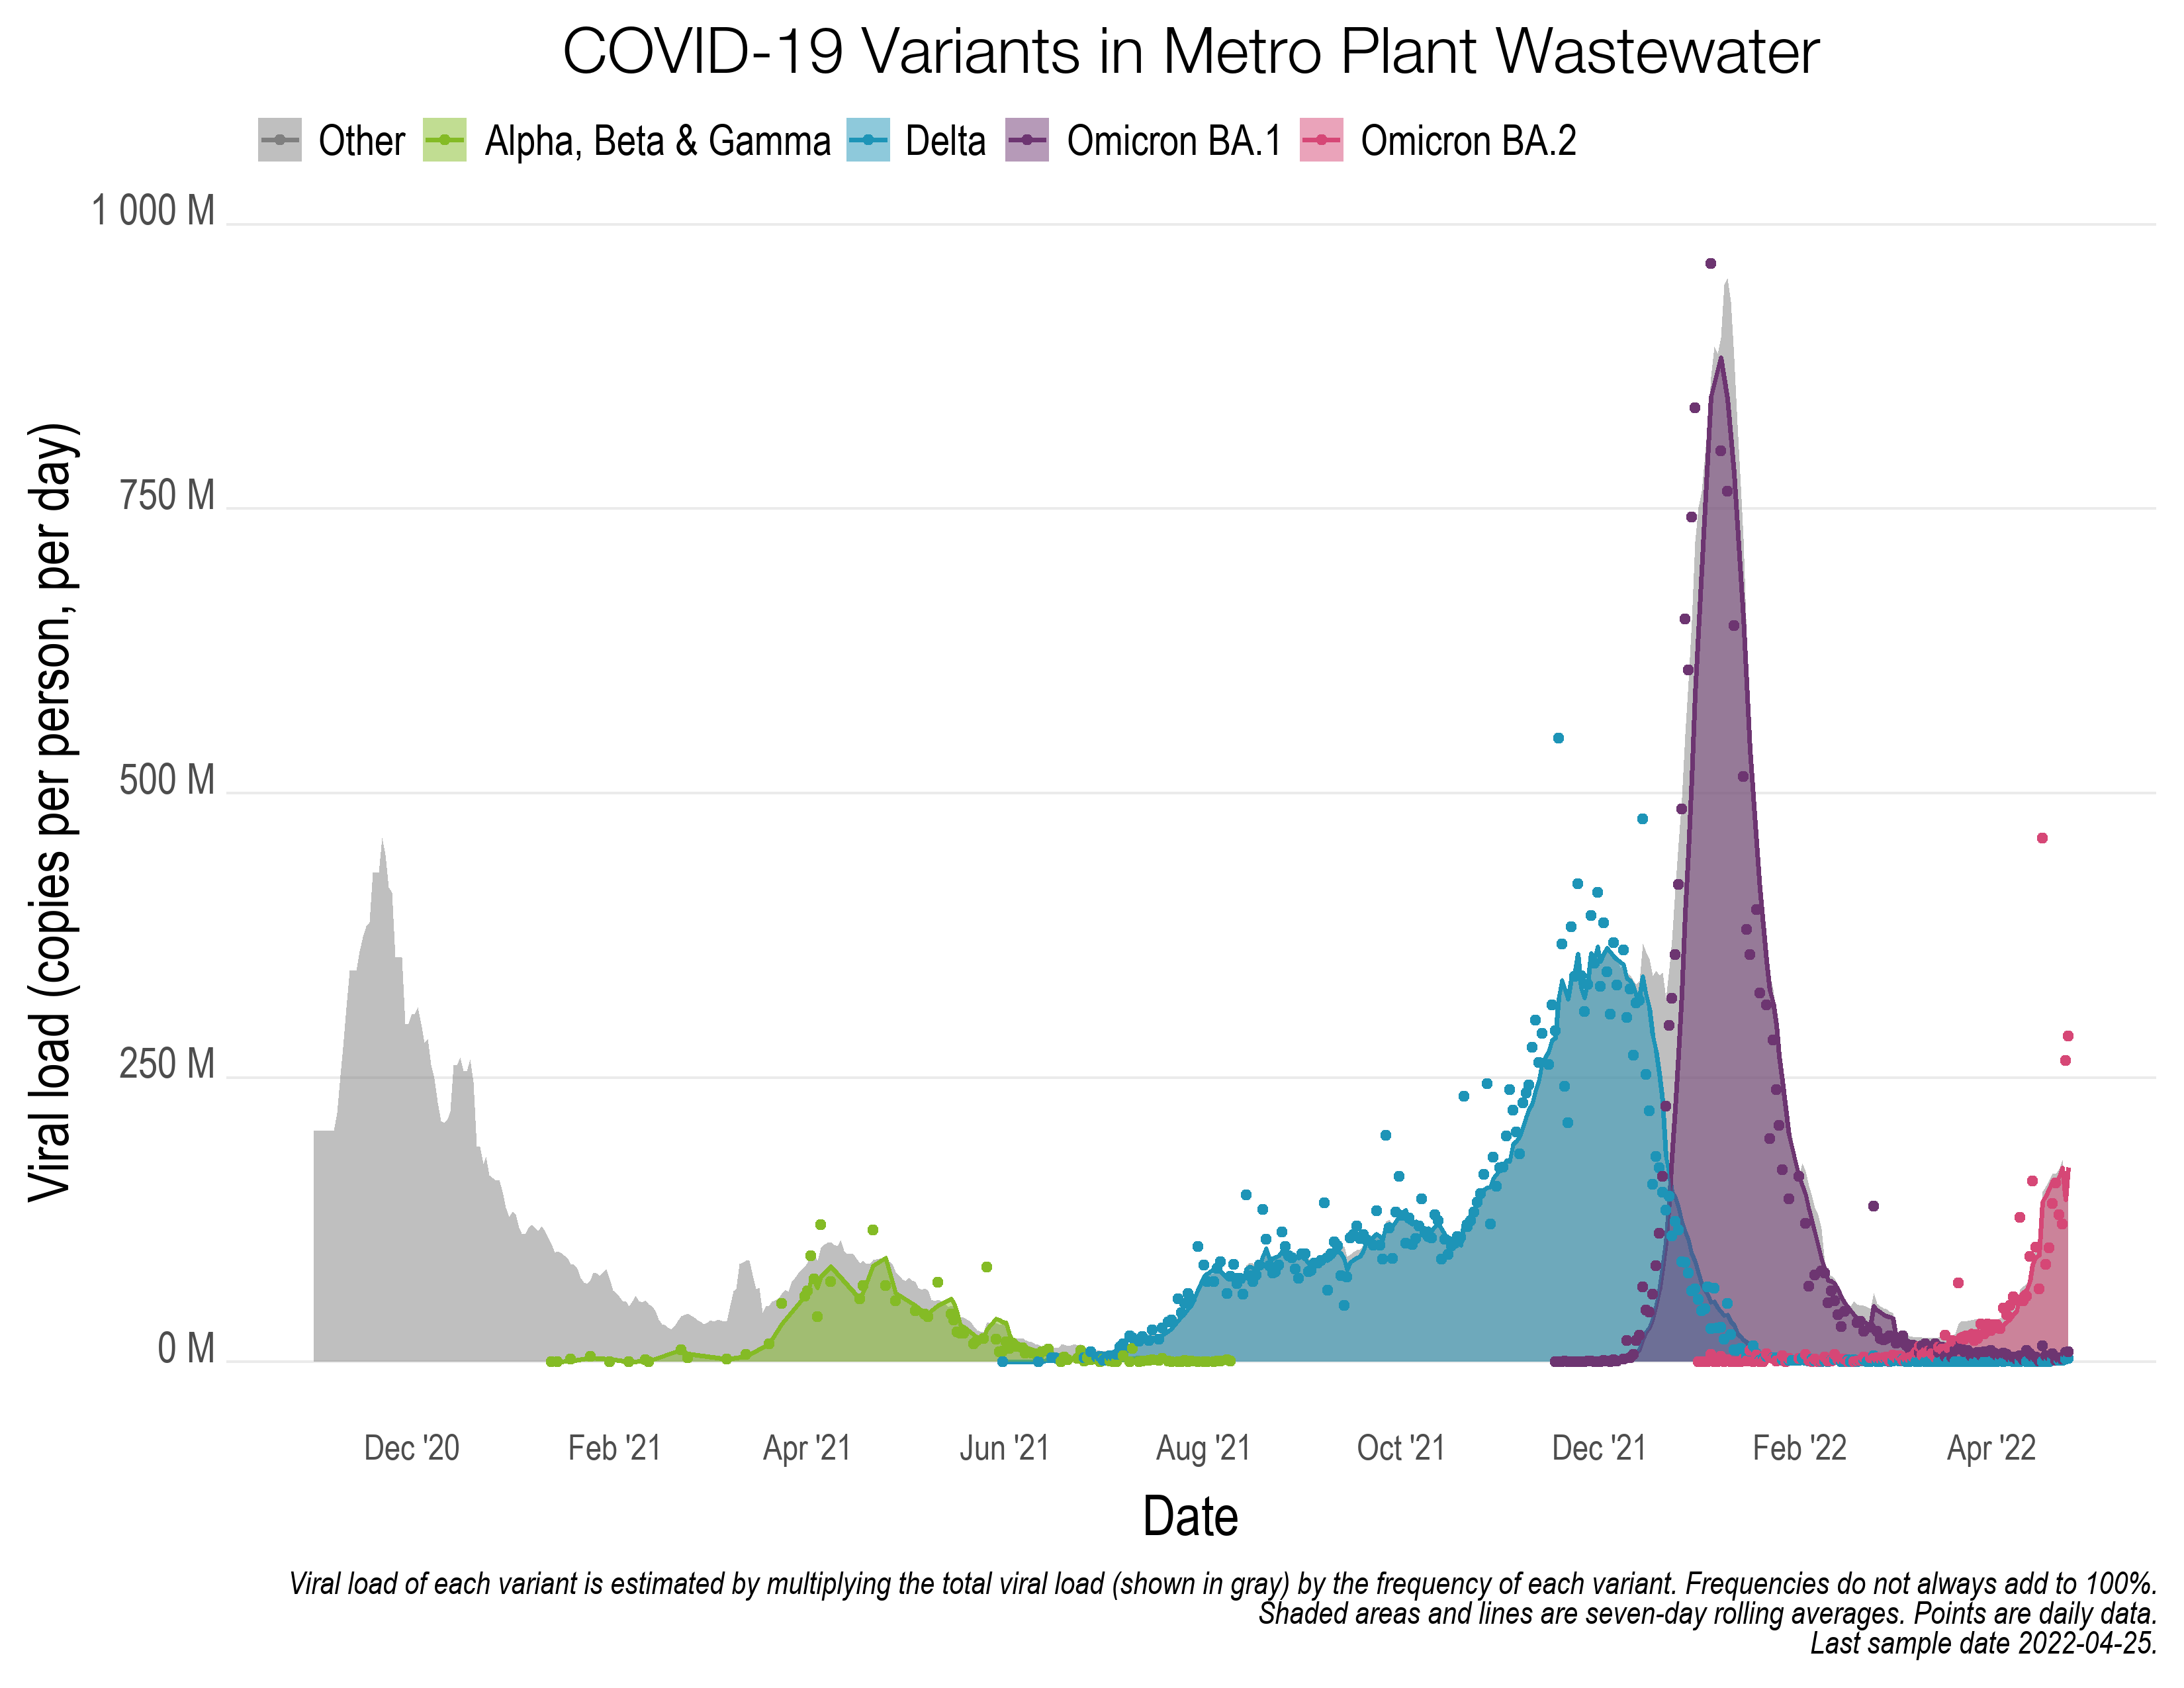 COVID-19 Variants in Metro Plant Wastewater
Other Alpha, Beta & Gamma Delta Omicron BA.1 Omicron BA.2
Viral load (copies per person, per day)
1 000 M
750 M
500 M
250 M
0 M
Dec '20 Feb '21 Apr '21 Jun '21 Aug '21 Oct '21 Dec '21 Feb '22 Apr '22
Date
Viral load of each variant is estimated by multiplying the total viral load (shown in gray) by the frequency of each variant. Frequencies do not always add to 100%.
Shaded areas and lines are seven-day rolling averages. Points are daily data.
Last sample date 2022-04-25.